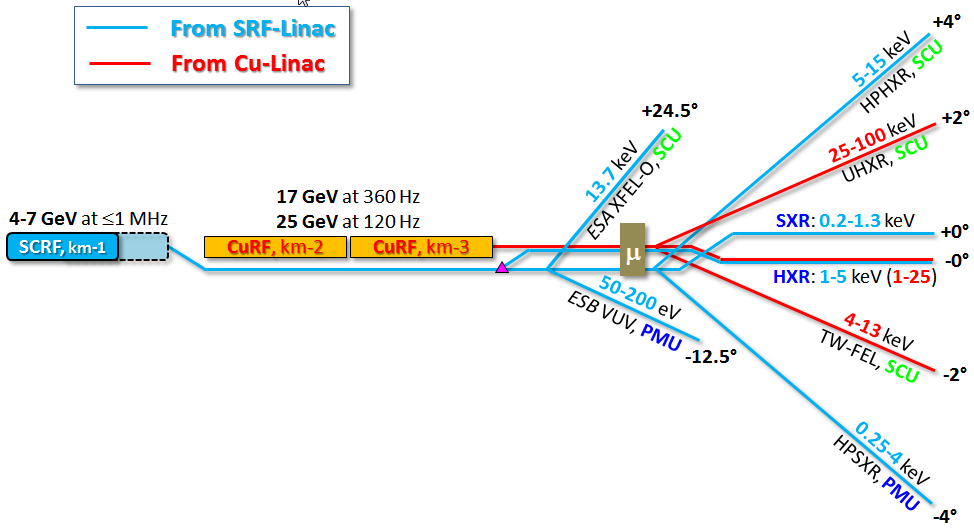 From SRF-Linac
From Cu-Linac
4-7 GeV at ≤1 MHz
SCRF, km-1
17 GeV at 360 Hz
25 GeV at 120 Hz
CuRF, km-2
CuRF, km-3
+24.5°
13.7 keV
ESA XFEL-O, SCU
50-200 eV
ESB VUV, PMU
-12.5°
μ
+4°
5-15 keV
HPHXR, SCU
+2°
25-100 keV
UHXR, SCU
SXR: 0.2-1.3 keV
+0°
-0°
HXR: 1-5 keV (1-25)
4-13 keV
TW-FEL, SCU
-2°
0.25-4 keV
HPSXR, PMU
-4°